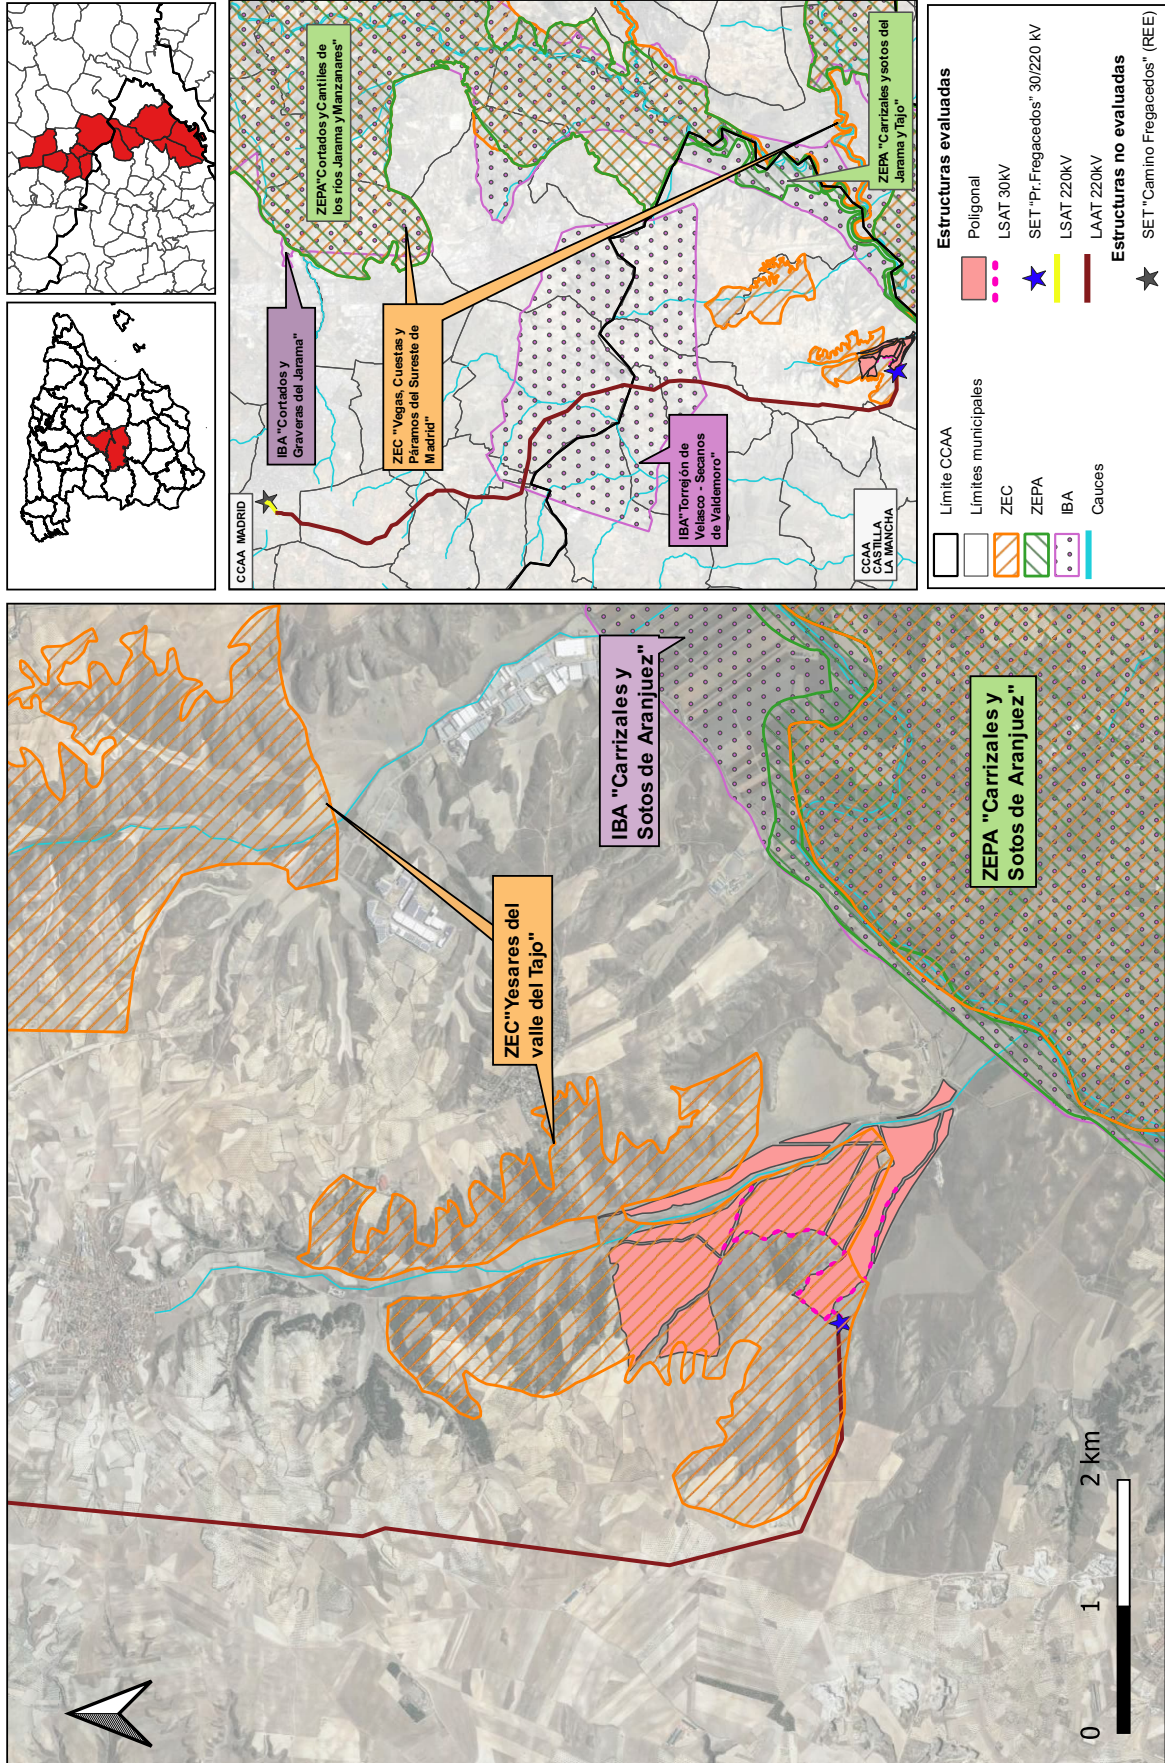 ZEC"Yesares del
valle del Tajo"
IBA "Carrizales y
Sotos de Aranjuez"
ZEPA "Carrizales y
Sotos de Aranjuez"
0 1 2 km
CCAA MADRID
IBA "Cortados y
Graveras del Jarama"
ZEPA"Cortados y Cantiles de
los ríos Jarama y Manzanares"
ZEC "Vegas, Cuestas y
Páramos del Sureste de
Madrid"
IBA"Torrejón de
Velasco - Secanos
de Valdemoro"
ZEPA "Carrizales y sotos del
Jarama y Tajo"
CCAA
CASTILLA
LA MANCHA
Límite CCAA
Límites municipales
ZEC
ZEPA
IBA
Cauces
Estructuras evaluadas
Poligonal
LSAT 30kV
SET "Pr.Fregacedos" 30/220 kV
LSAT 220kV
LAAT 220kV
Estructuras no evaluadas
SET "Camino Fregacedos" (REE)